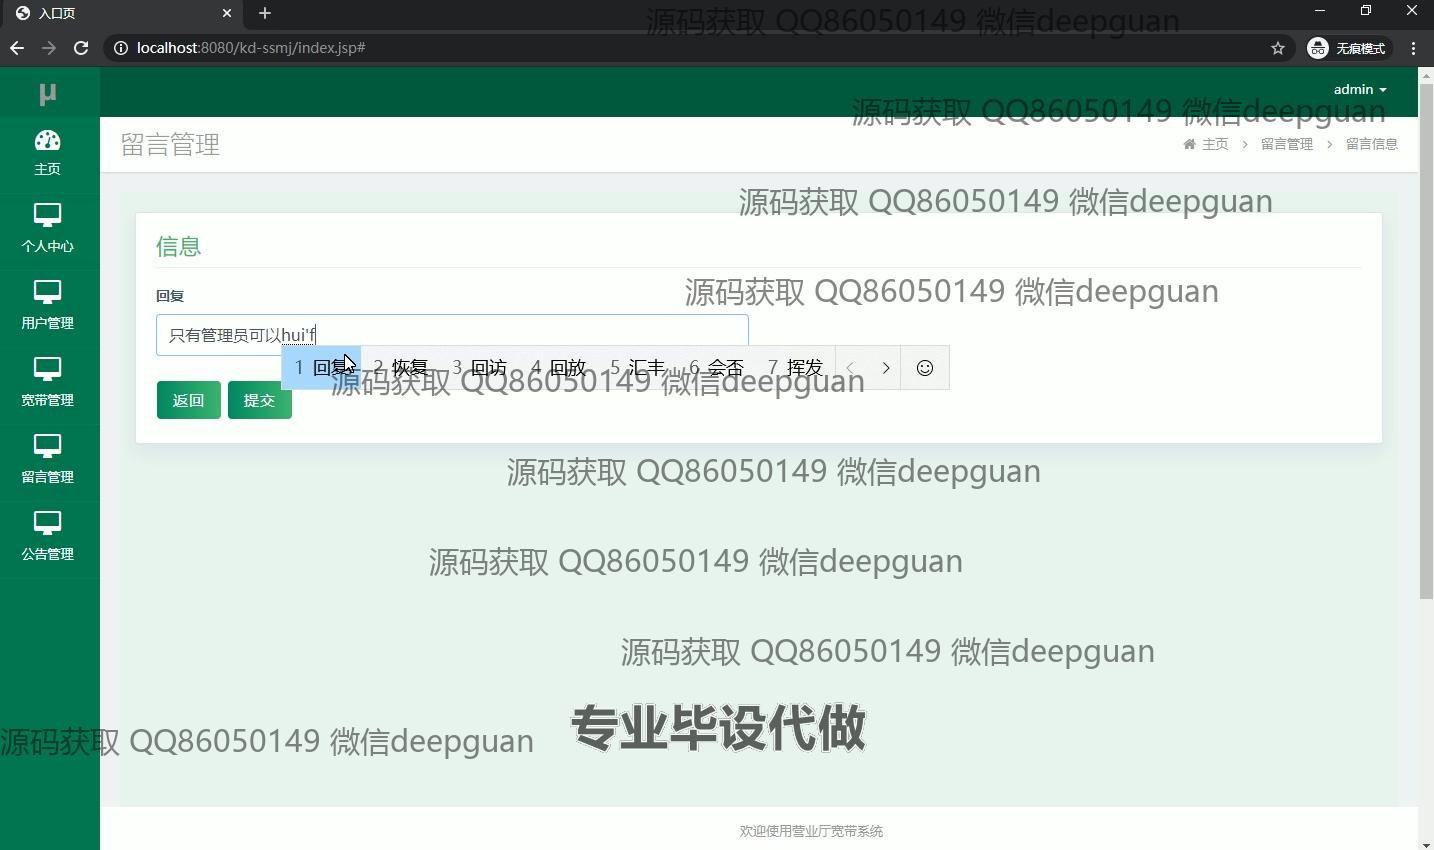 入口页
localhost:8080/kd-ssmj/index.jsp#
无痕模式
源码获取 QQ86050149 微信deepguan
µ
admin
源码获取 QQ86050149 微信deepguan
主页
留言管理
主页 > 留言管理 > 留言信息
个人中心
源码获取 QQ86050149 微信deepguan
信息
用户管理
源码获取 QQ86050149 微信deepguan
回复
只有管理员可以hui'f
1 回复 2 恢复 3 回访 4 回放 5 汇丰 6 会否 7 挥发
源码获取 QQ86050149 微信deepguan
宽带管理
返回 提交
留言管理
源码获取 QQ86050149 微信deepguan
公告管理
源码获取 QQ86050149 微信deepguan
源码获取 QQ86050149 微信deepguan
专业毕设代做
源码获取 QQ86050149 微信deepguan
欢迎使用营业厅宽带系统